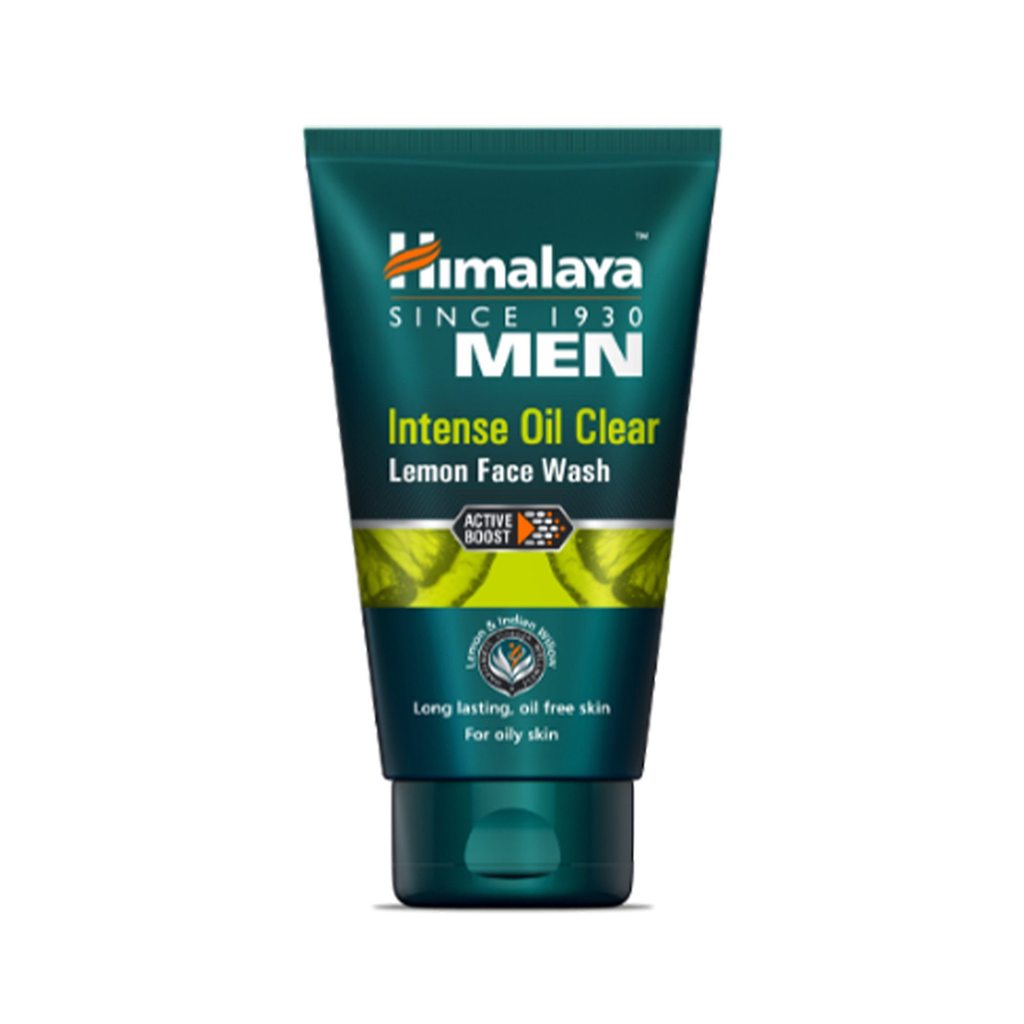 Himalaya
™
SINCE 1930
MEN
Intense Oil Clear
Lemon Face Wash
ACTIVE
BOOST
Lemon & Indian Willow
Long lasting, oil free skin
For oily skin